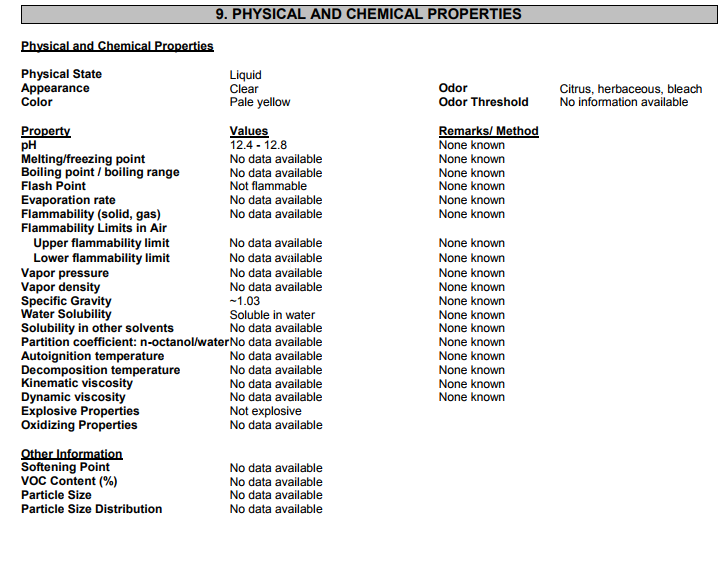 9. PHYSICAL AND CHEMICAL PROPERTIES
Physical and Chemical Properties
Physical State Liquid
Appearance Clear Odor Citrus, herbaceous, bleach
Color Pale yellow Odor Threshold No information available
Property Values Remarks/ Method
pH 12.4 - 12.8 None known
Melting/freezing point No data available None known
Boiling point / boiling range No data available None known
Flash Point Not flammable None known
Evaporation rate No data available None known
Flammability (solid, gas) No data available None known
Flammability Limits in Air
Upper flammability limit No data available None known
Lower flammability limit No data available None known
Vapor pressure No data available None known
Vapor density No data available None known
Specific Gravity ~1.03 None known
Water Solubility Soluble in water None known
Solubility in other solvents No data available None known
Partition coefficient: n-octanol/water No data available None known
Autoignition temperature No data available None known
Decomposition temperature No data available None known
Kinematic viscosity No data available None known
Dynamic viscosity No data available None known
Explosive Properties Not explosive
Oxidizing Properties No data available
Other Information
Softening Point No data available
VOC Content (%) No data available
Particle Size No data available
Particle Size Distribution No data available